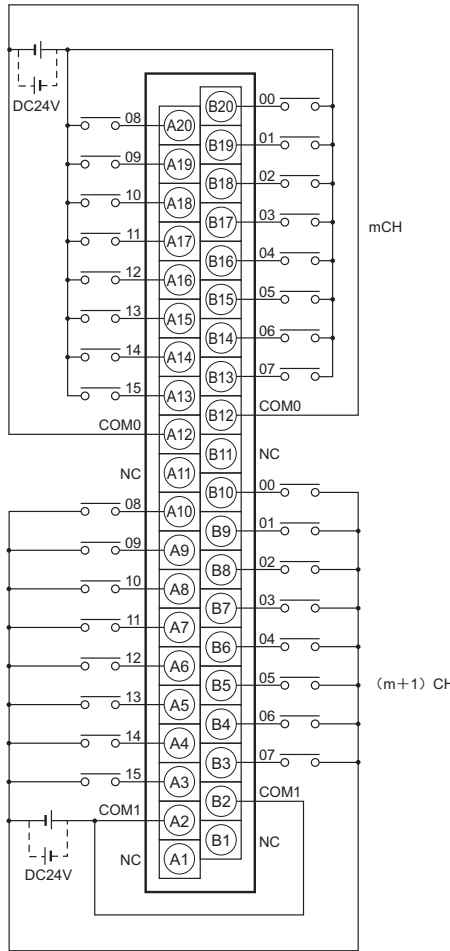 DC24V
08 A20 B20 00
09 A19 B19 01
10 A18 B18 02
11 A17 B17 03
mCH
12 A16 B16 04
13 A15 B15 05
14 A14 B14 06
15 A13 B13 07
COM0 A12 B12 COM0
NC A11 B11 NC
08 A10 B10 00
09 A9 B9 01
10 A8 B8 02
11 A7 B7 03
12 A6 B6 04
13 A5 B5 05
(m+1) CH
14 A4 B4 06
15 A3 B3 07
COM1 A2 B2 COM1
NC A1 B1 NC
DC24V